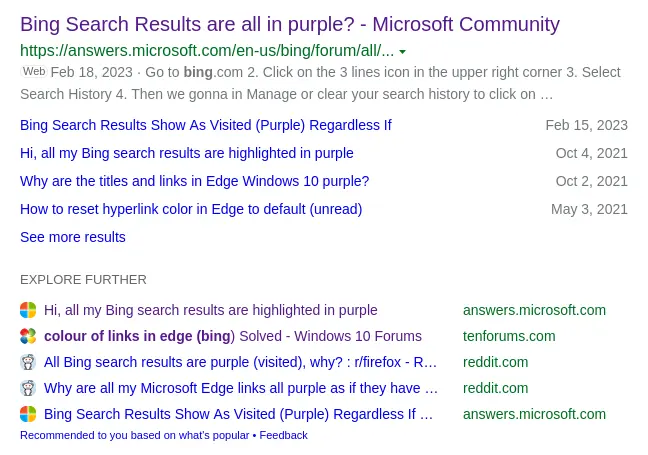 Bing Search Results are all in purple? - Microsoft Community
https://answers.microsoft.com/en-us/bing/forum/all/...
Web Feb 18, 2023 · Go to bing.com 2. Click on the 3 lines icon in the upper right corner 3. Select
Search History 4. Then we gonna in Manage or clear your search history to click on …
Bing Search Results Show As Visited (Purple) Regardless If Feb 15, 2023
Hi, all my Bing search results are highlighted in purple Oct 4, 2021
Why are the titles and links in Edge Windows 10 purple? Oct 2, 2021
How to reset hyperlink color in Edge to default (unread) May 3, 2021
See more results
EXPLORE FURTHER
Hi, all my Bing search results are highlighted in purple answers.microsoft.com
colour of links in edge (bing) Solved - Windows 10 Forums tenforums.com
All Bing search results are purple (visited), why? : r/firefox - R… reddit.com
Why are all my Microsoft Edge links all purple as if they have … reddit.com
Bing Search Results Show As Visited (Purple) Regardless If … answers.microsoft.com
Recommended to you based on what's popular • Feedback